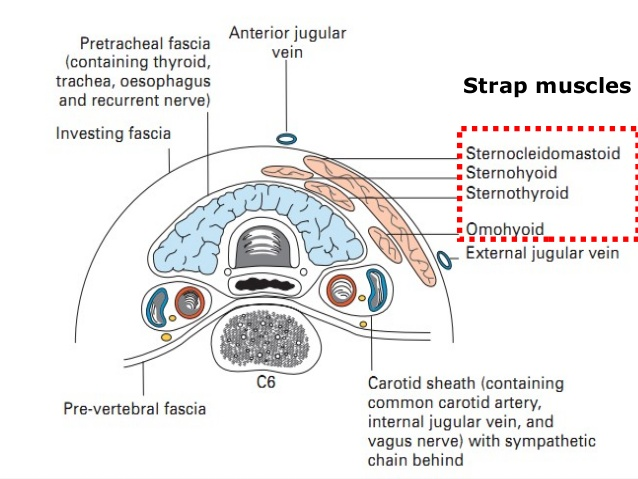 Anterior jugular
vein
Pretracheal fascia
(containing thyroid,
trachea, oesophagus
and recurrent nerve)
Investing fascia
Strap muscles
Sternocleidomastoid
Sternohyoid
Sternothyroid
Omohyoid
External jugular vein
C6
Pre-vertebral fascia
Carotid sheath (containing
common carotid artery,
internal jugular vein, and
vagus nerve) with sympathetic
chain behind